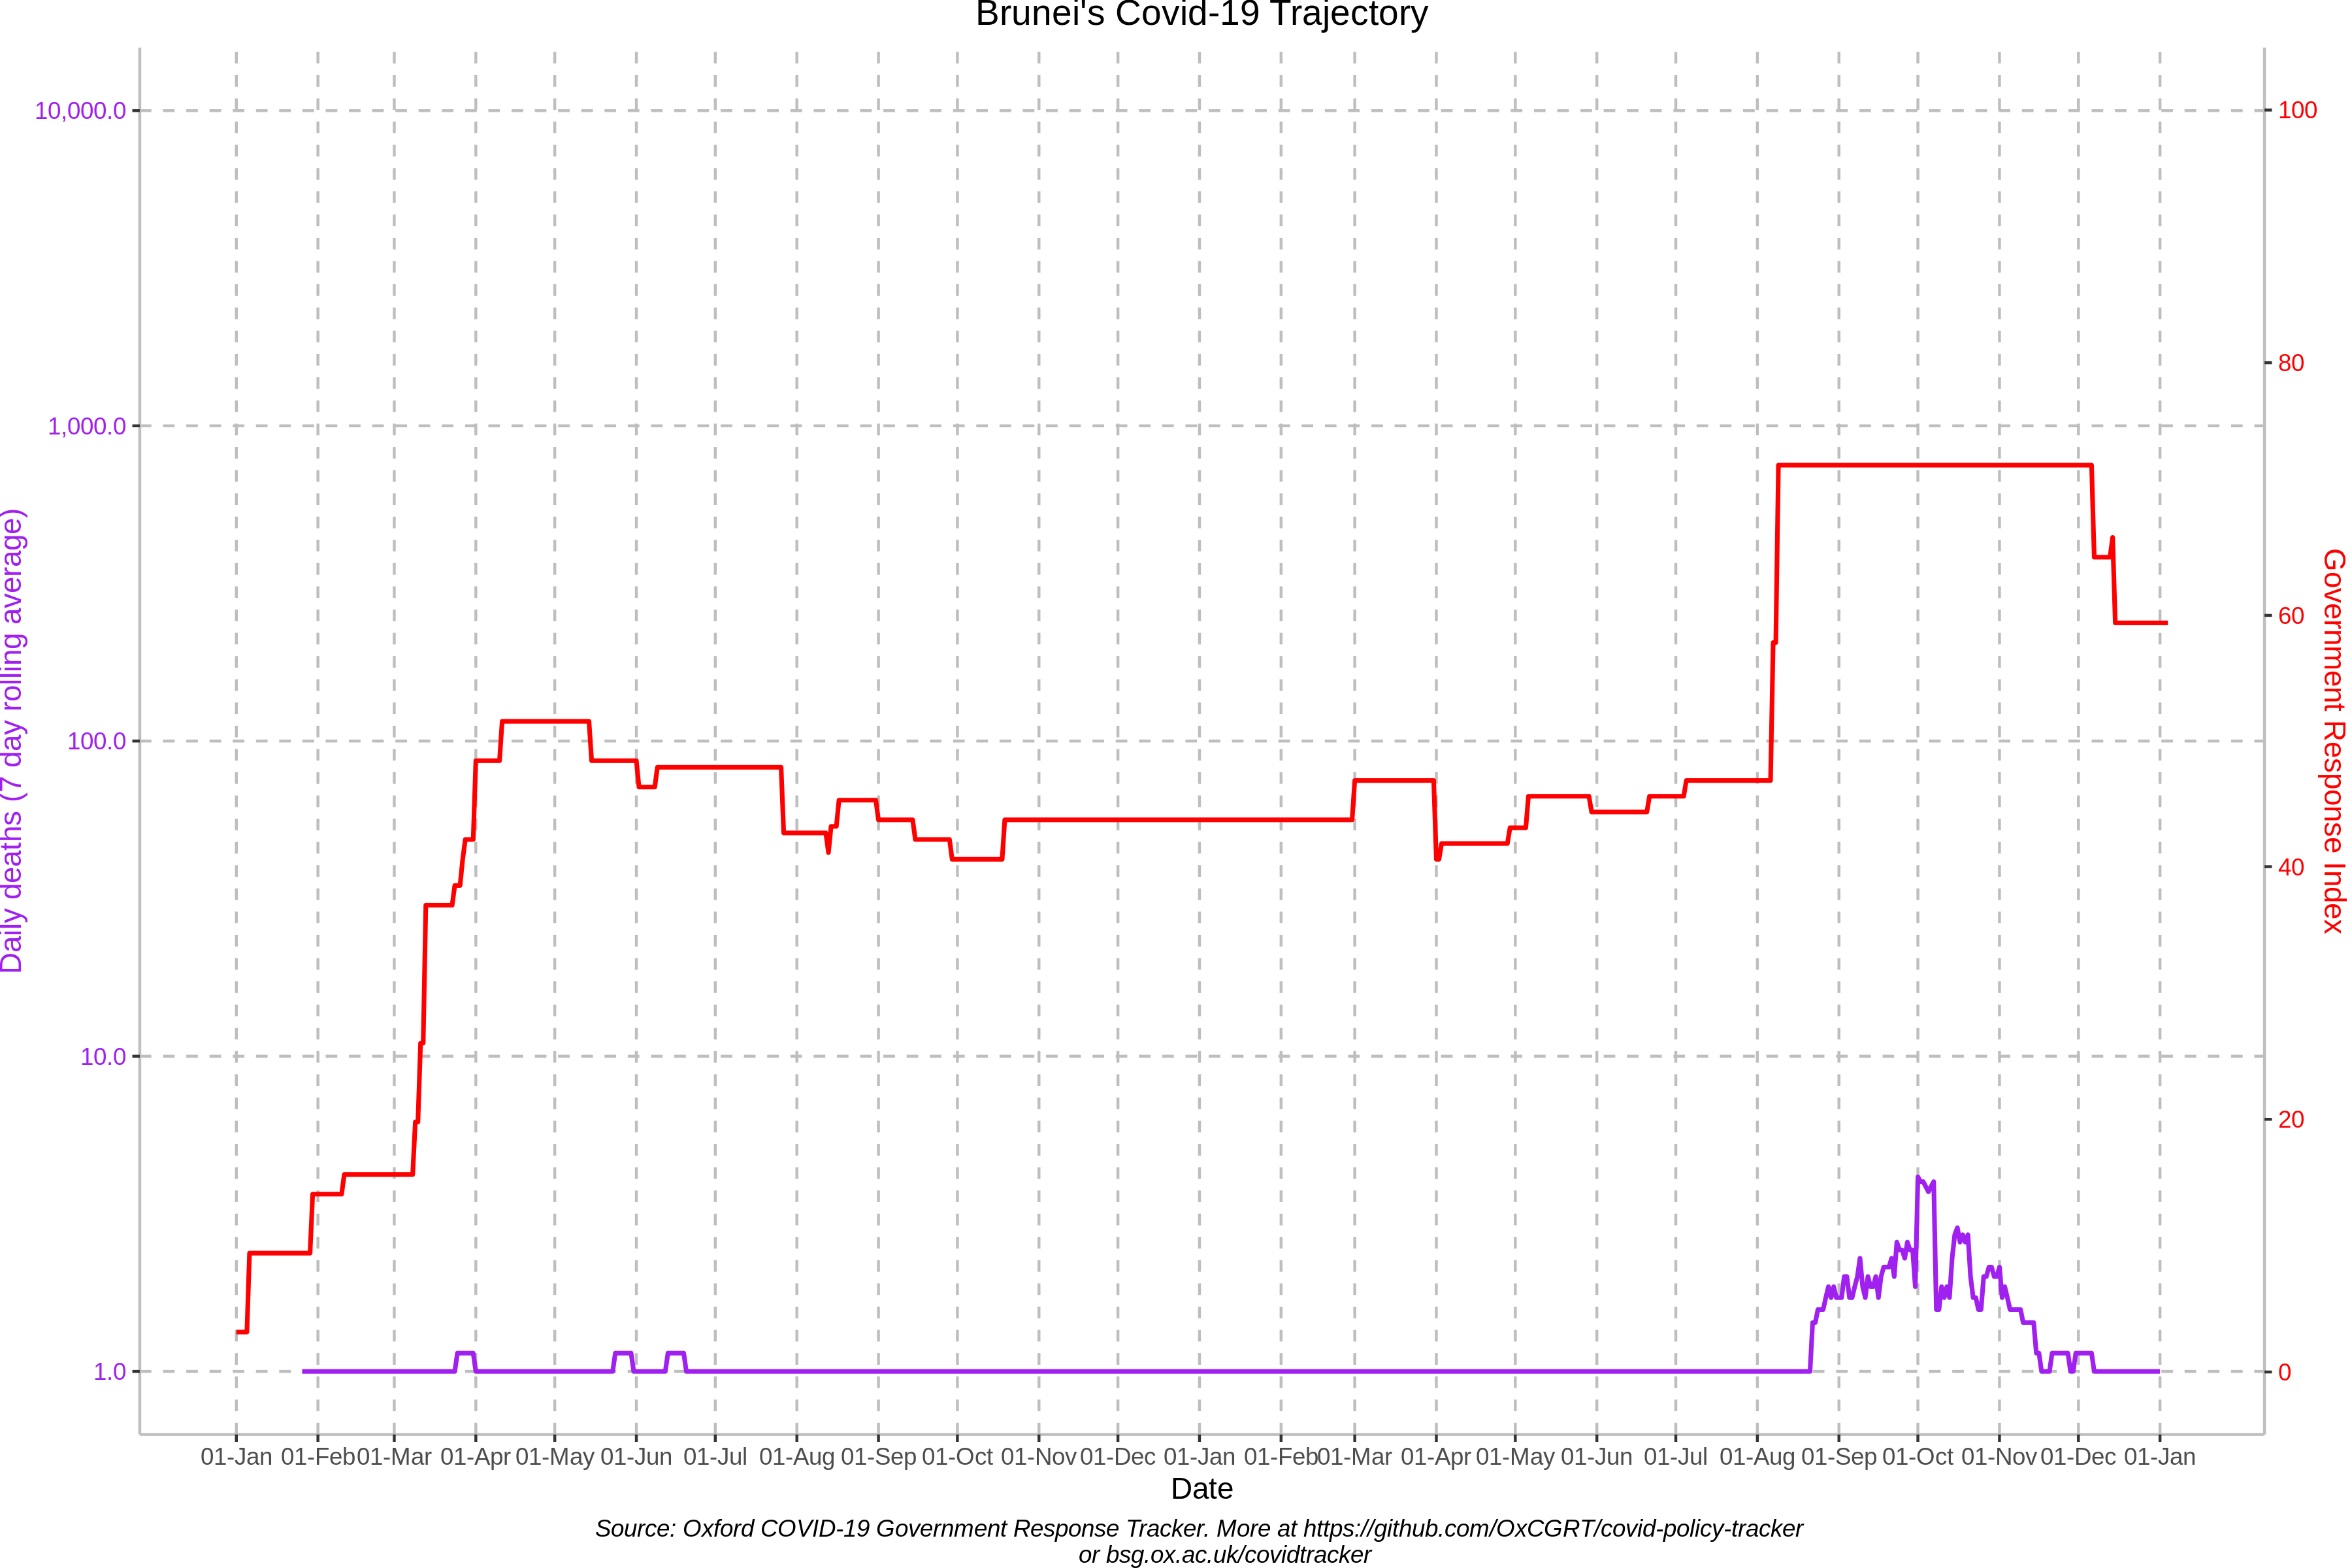 Brunei's Covid-19 Trajectory
10,000.0
1,000.0
100.0
10.0
1.0
Daily deaths (7 day rolling average)
100
80
60
40
20
0
Government Response Index
01-Jan 01-Feb 01-Mar 01-Apr 01-May 01-Jun 01-Jul 01-Aug 01-Sep 01-Oct 01-Nov 01-Dec 01-Jan 01-Feb 01-Mar 01-Apr 01-May 01-Jun 01-Jul 01-Aug 01-Sep 01-Oct 01-Nov 01-Dec 01-Jan
Date
Source: Oxford COVID-19 Government Response Tracker. More at https://github.com/OxCGRT/covid-policy-tracker
or bsg.ox.ac.uk/covidtracker